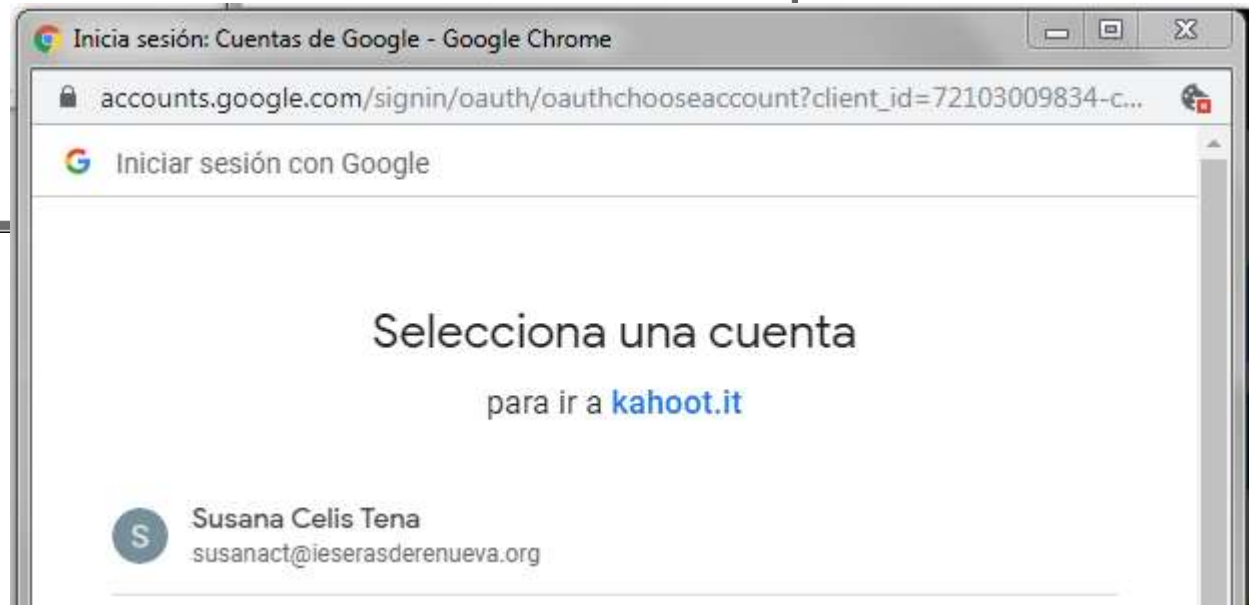 Inicia sesión: Cuentas de Google - Google Chrome
accounts.google.com/signin/oauth/oauthchooseaccount?client_id=72103009834-c...
G Iniciar sesión con Google
Selecciona una cuenta
para ir a kahoot.it
S
Susana Celis Tena
susanact@ieserasderenueva.org